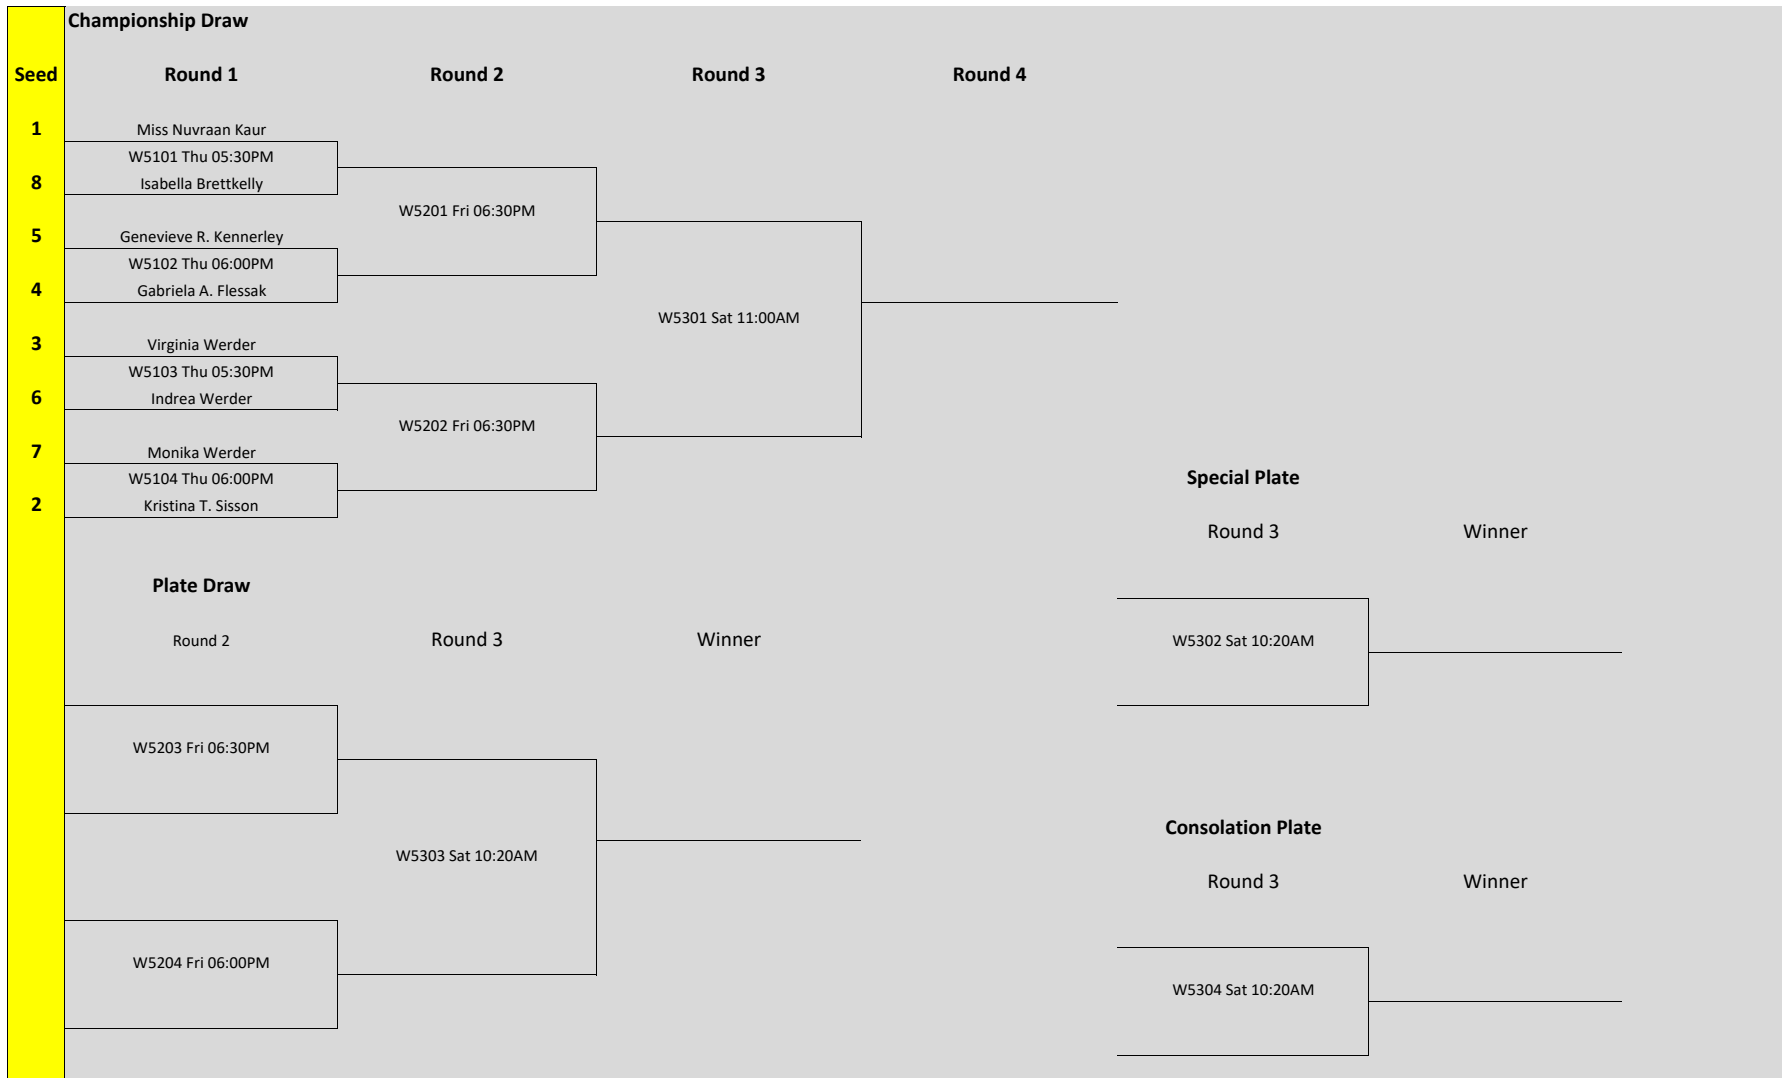 Championship Draw
Seed Round 1 Round 2 Round 3 Round 4
1 Miss Nuvraan Kaur
W5101 Thu 05:30PM
8 Isabella Brettkelly
W5201 Fri 06:30PM
5 Genevieve R. Kennerley
W5102 Thu 06:00PM
4 Gabriela A. Flessak
W5301 Sat 11:00AM
3 Virginia Werder
W5103 Thu 05:30PM
6 Indrea Werder
W5202 Fri 06:30PM
7 Monika Werder
W5104 Thu 06:00PM
2 Kristina T. Sisson
Special Plate
Round 3 Winner
W5302 Sat 10:20AM
Plate Draw
Round 2 Round 3 Winner
W5203 Fri 06:30PM
W5303 Sat 10:20AM
W5204 Fri 06:00PM
Consolation Plate
Round 3 Winner
W5304 Sat 10:20AM